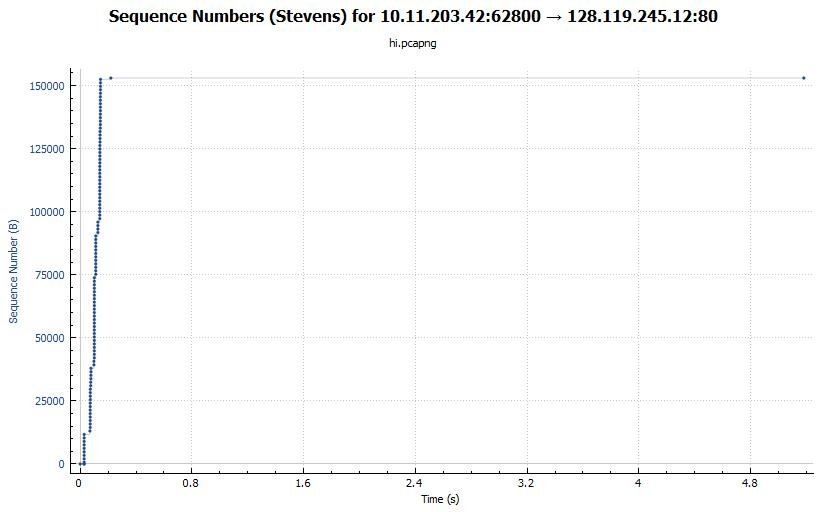 Sequence Numbers (Stevens) for 10.11.203.42:62800 → 128.119.245.12:80
hi.pcapng
150000
125000
100000
75000
50000
25000
0
Sequence Number (B)
0 0.8 1.6 2.4 3.2 4 4.8
Time (s)